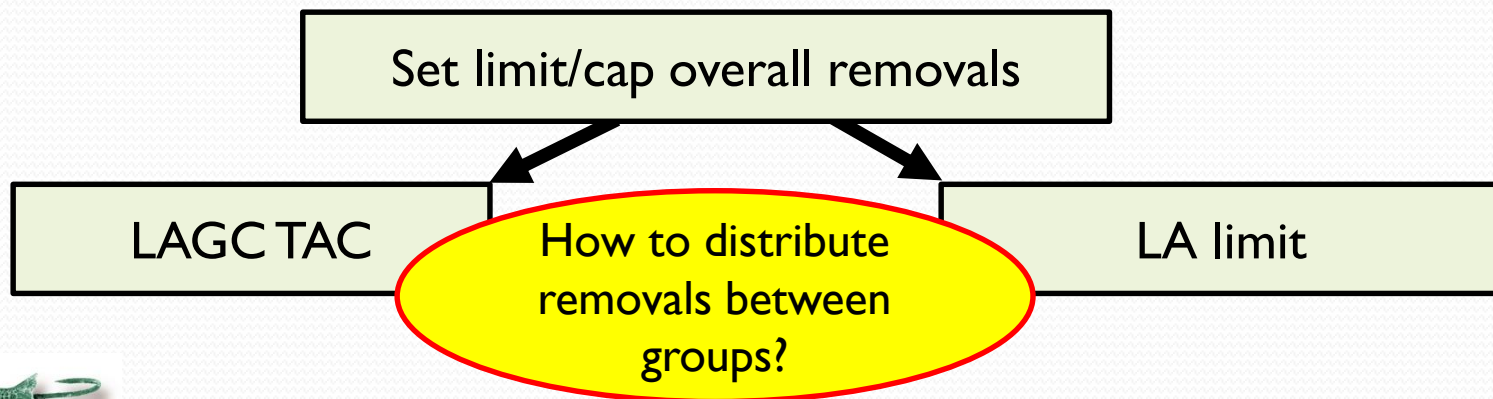 Set limit/cap overall removals
LAGC TAC
LA limit
How to distribute
removals between
groups?